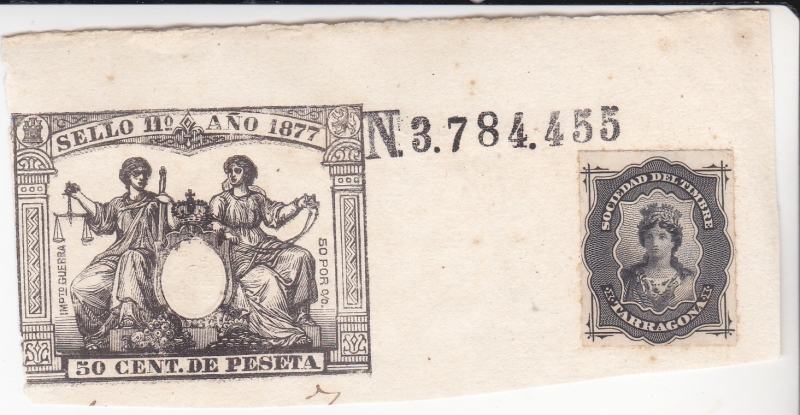 SELLO 11º AÑO 1877
IMPTO GUERRA
50 POR C/O.
50 CENT. DE PESETA
N. 3.784.455
SOCIEDAD DEL TIMBRE
TARRAGONA